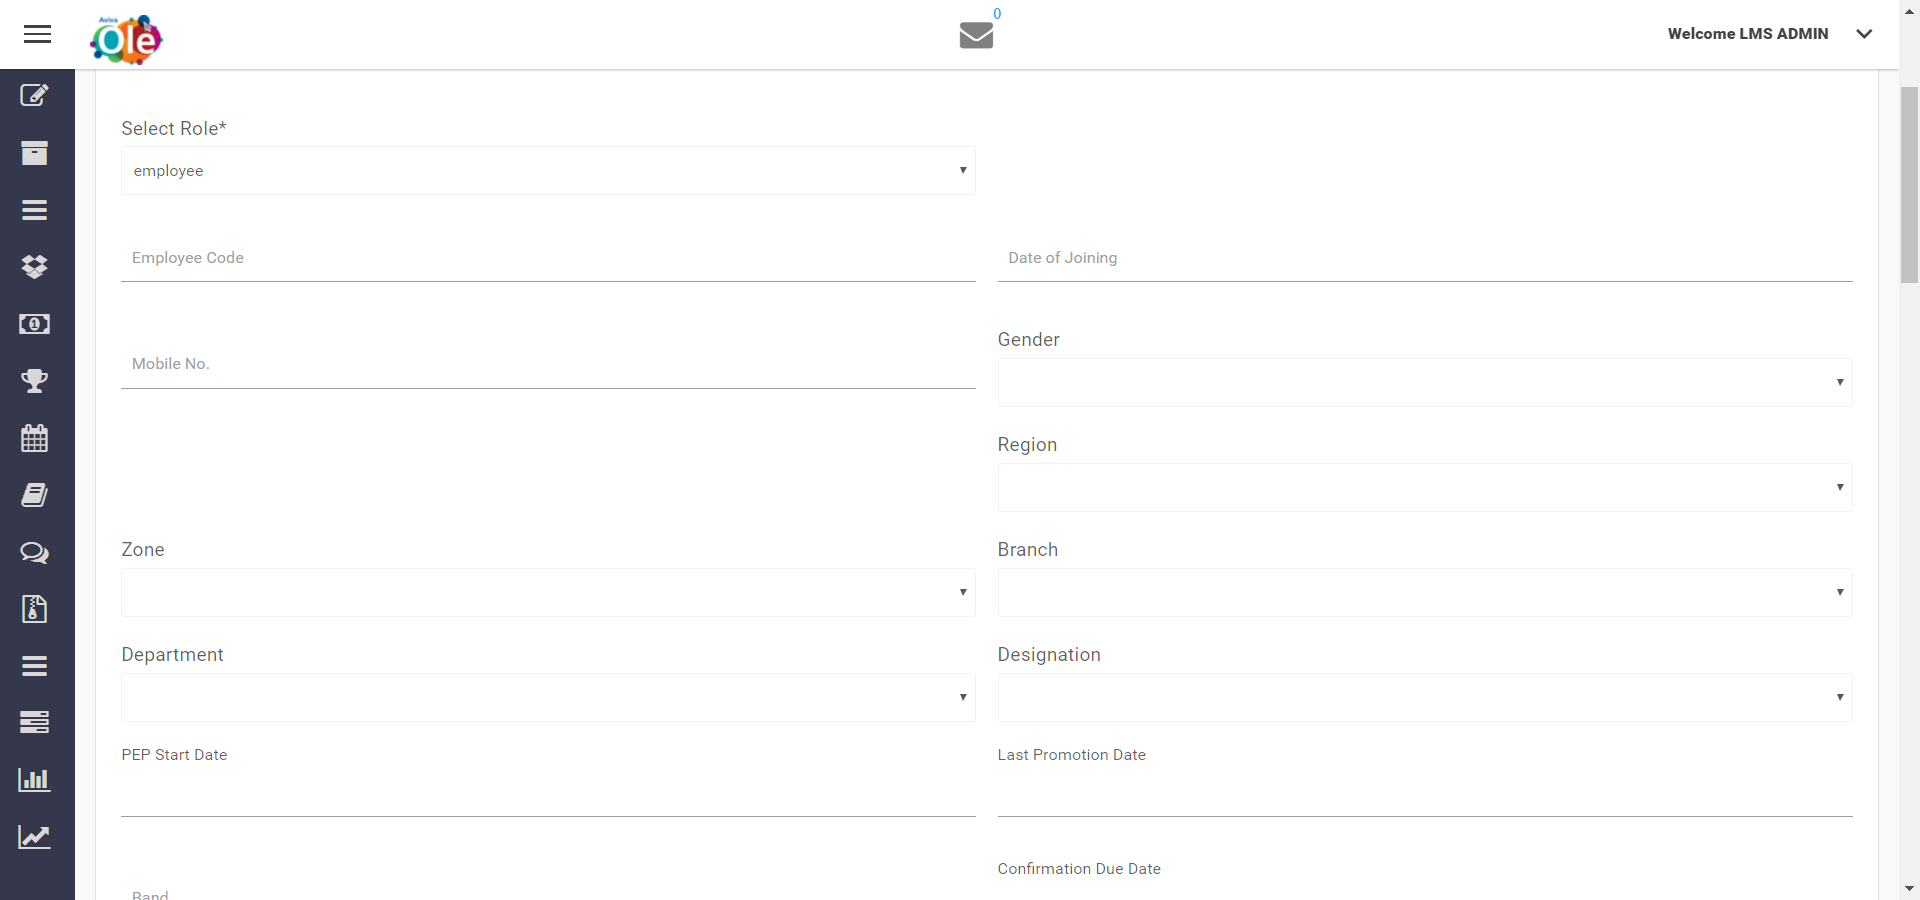 Aviva
Ole
0
Welcome LMS ADMIN
Select Role*
employee
Employee Code
Date of Joining
Mobile No.
Gender
Region
Zone
Branch
Department
Designation
PEP Start Date
Last Promotion Date
Confirmation Due Date
Band